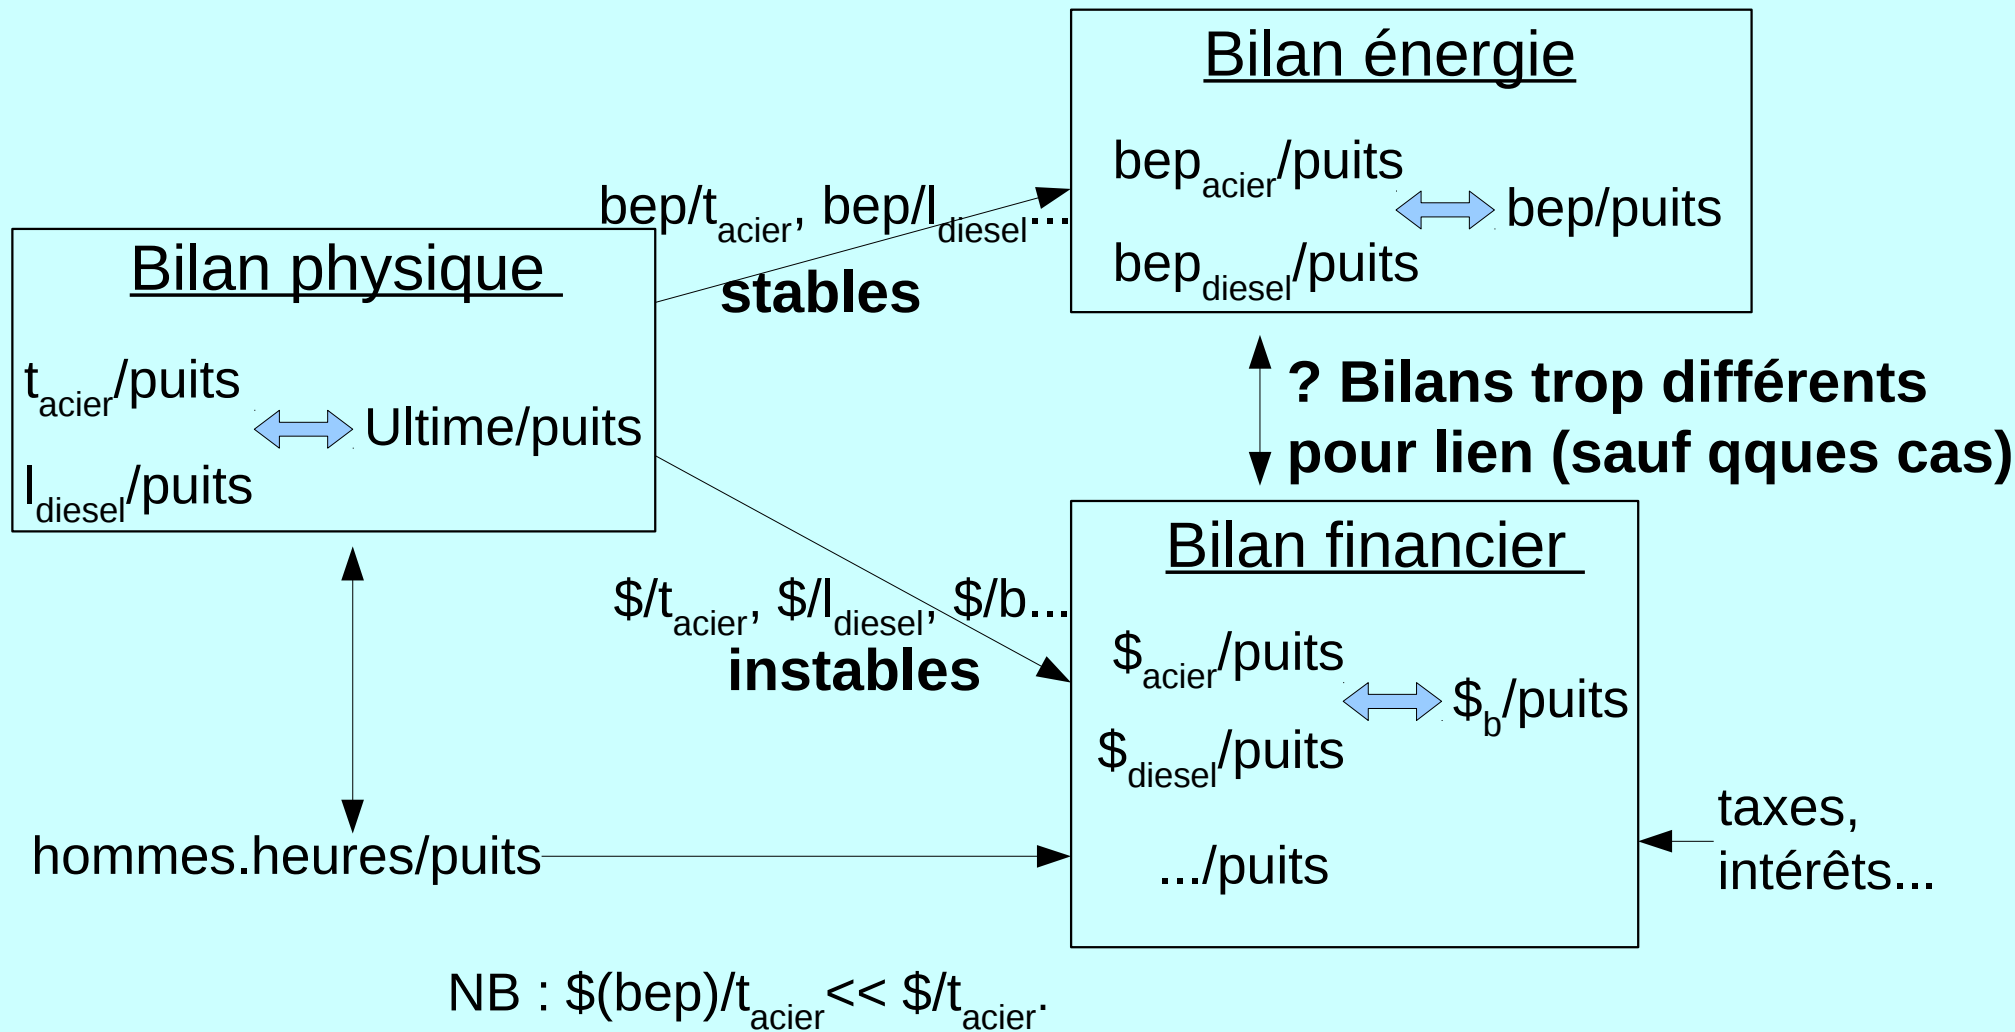 Bilan énergie
bep_acier/puits
bep/puits
bep_diesel/puits
bep/t_acier, bep/l_diesel...
stables
Bilan physique
t_acier/puits
Ultime/puits
l_diesel/puits
? Bilans trop différents
pour lien (sauf qques cas)
Bilan financier
$/t_acier, $/l_diesel, $/b...
instables
$_acier/puits
$_b/puits
$_diesel/puits
.../puits
hommes.heures/puits
taxes,
intérêts...
NB : $(bep)/t_acier<< $/t_acier.